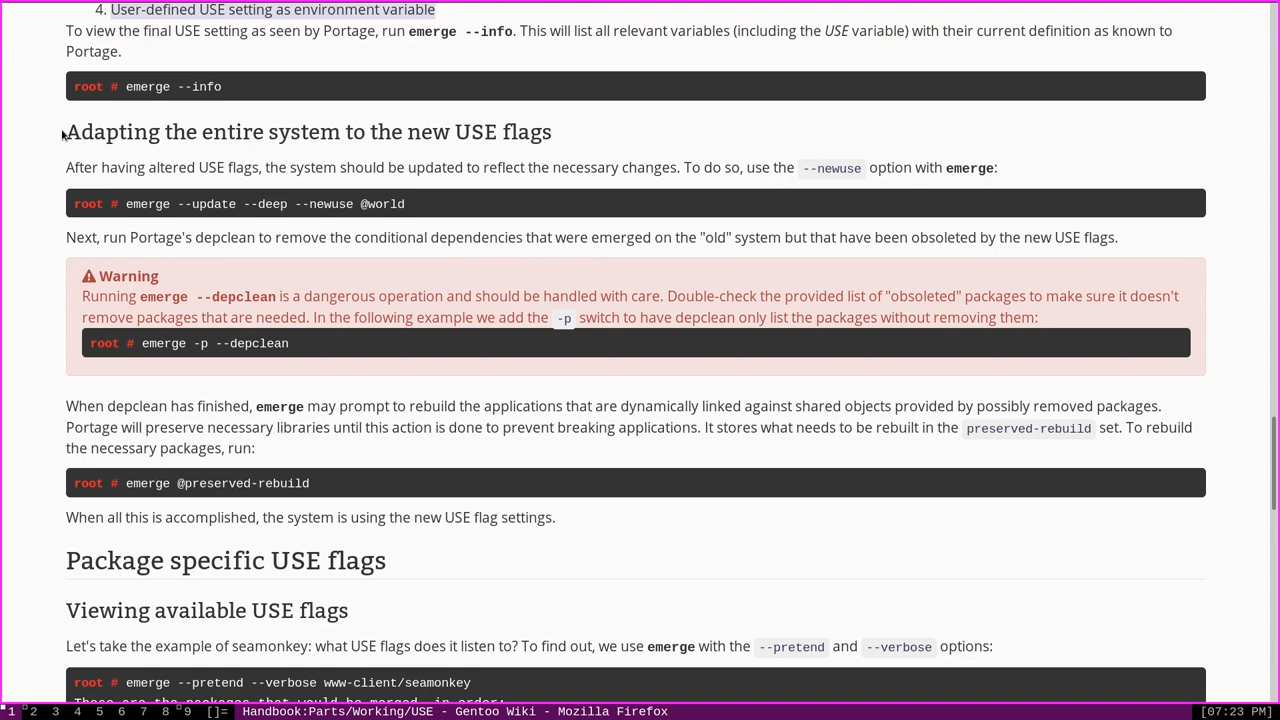 4. User-defined USE setting as environment variable
To view the final USE setting as seen by Portage, run emerge --info. This will list all relevant variables (including the USE variable) with their current definition as known to
Portage.
root # emerge --info
Adapting the entire system to the new USE flags
After having altered USE flags, the system should be updated to reflect the necessary changes. To do so, use the --newuse option with emerge:
root # emerge --update --deep --newuse @world
Next, run Portage's depclean to remove the conditional dependencies that were emerged on the "old" system but that have been obsoleted by the new USE flags.
Warning
Running emerge --depclean is a dangerous operation and should be handled with care. Double-check the provided list of "obsoleted" packages to make sure it doesn't
remove packages that are needed. In the following example we add the -p switch to have depclean only list the packages without removing them:
root # emerge -p --depclean
When depclean has finished, emerge may prompt to rebuild the applications that are dynamically linked against shared objects provided by possibly removed packages.
Portage will preserve necessary libraries until this action is done to prevent breaking applications. It stores what needs to be rebuilt in the preserved-rebuild set. To rebuild
the necessary packages, run:
root # emerge @preserved-rebuild
When all this is accomplished, the system is using the new USE flag settings.
Package specific USE flags
Viewing available USE flags
Let's take the example of seamonkey: what USE flags does it listen to? To find out, we use emerge with the --pretend and --verbose options:
root # emerge --pretend --verbose www-client/seamonkey
These are the packages that would be merged, in order:
1 2 3 4 5 6 7 8 9 []= Handbook:Parts/Working/USE - Gentoo Wiki - Mozilla Firefox [07:23 PM]